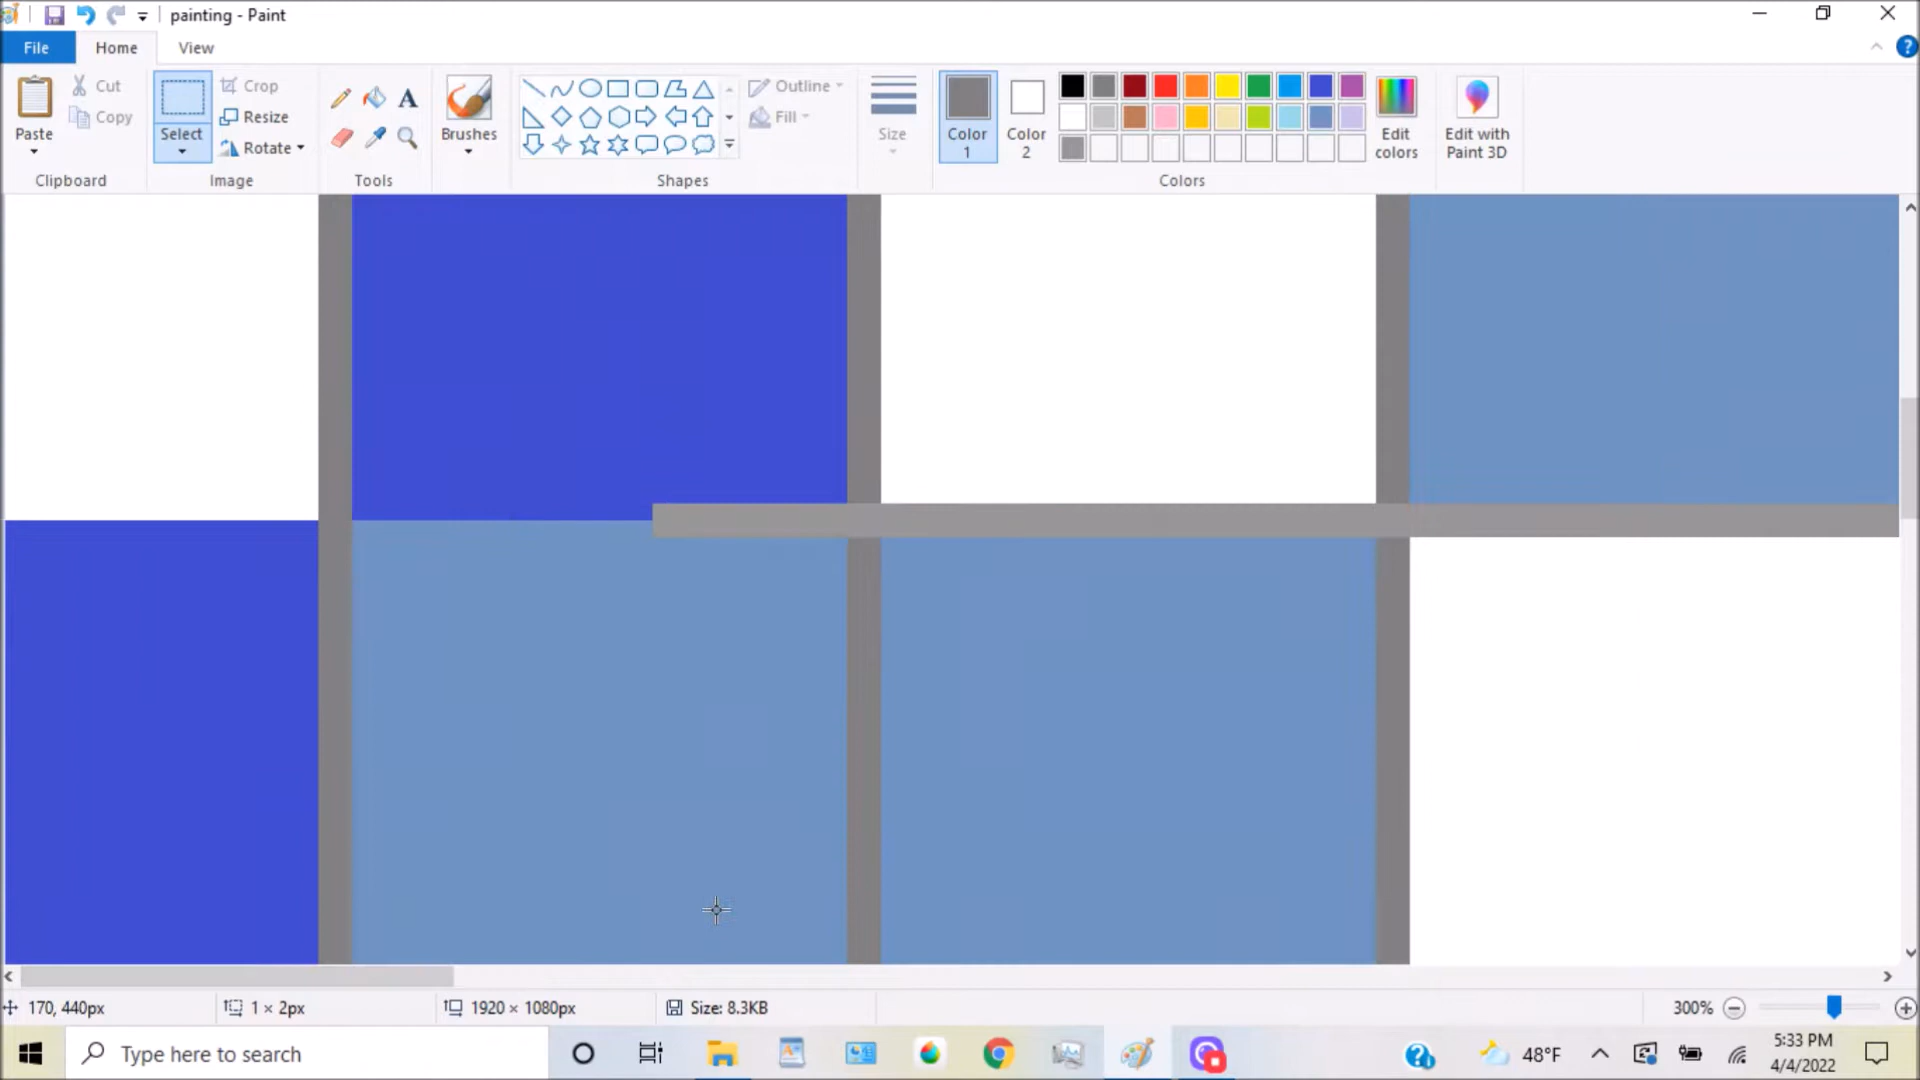 painting - Paint
File Home View
Paste Cut Copy Clipboard
Select Crop Resize Rotate Image
Tools
Brushes
Outline Fill Shapes
Size
Color 1 Color 2
Edit colors Colors
Edit with Paint 3D
170, 440px 1 × 2px 1920 × 1080px Size: 8.3KB 300%
Type here to search
48°F
5:33 PM
4/4/2022